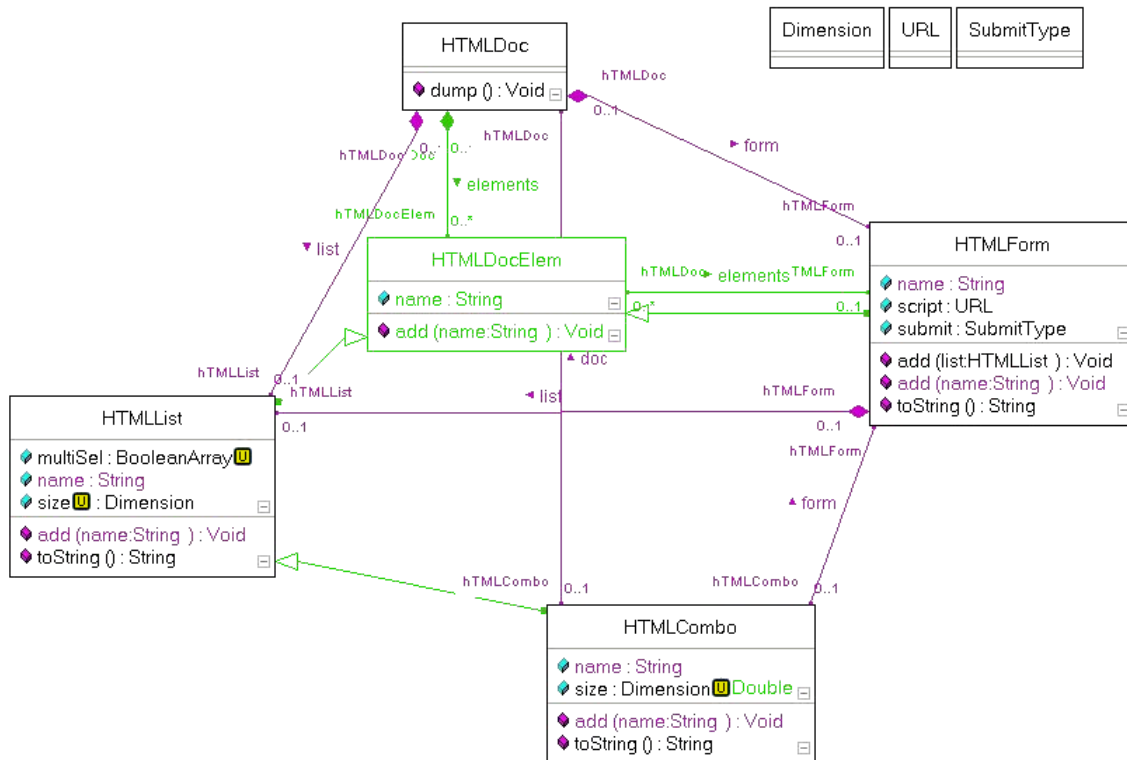 HTMLDoc
dump () : Void
Dimension
URL
SubmitType
hTMLDoc
0..1
hTMLDoc
form
hTMLDoc
0..
0..
elements
hTMLDocElem
0..*
list
hTMLForm
0..1
HTMLDocElem
name : String
add (name:String ) : Void
hTMLDoc
elements
TMLForm
0..*
0..1
HTMLForm
name : String
script : URL
submit : SubmitType
add (list:HTMLList ) : Void
add (name:String ) : Void
toString () : String
doc
hTMLList
0..1
hTMLList
list
hTMLForm
0..1
0..1
HTMLList
multiSel : BooleanArray U
name : String
size U : Dimension
add (name:String ) : Void
toString () : String
hTMLForm
form
hTMLCombo
0..1
hTMLCombo
0..1
HTMLCombo
name : String
size : Dimension U Double
add (name:String ) : Void
toString () : String